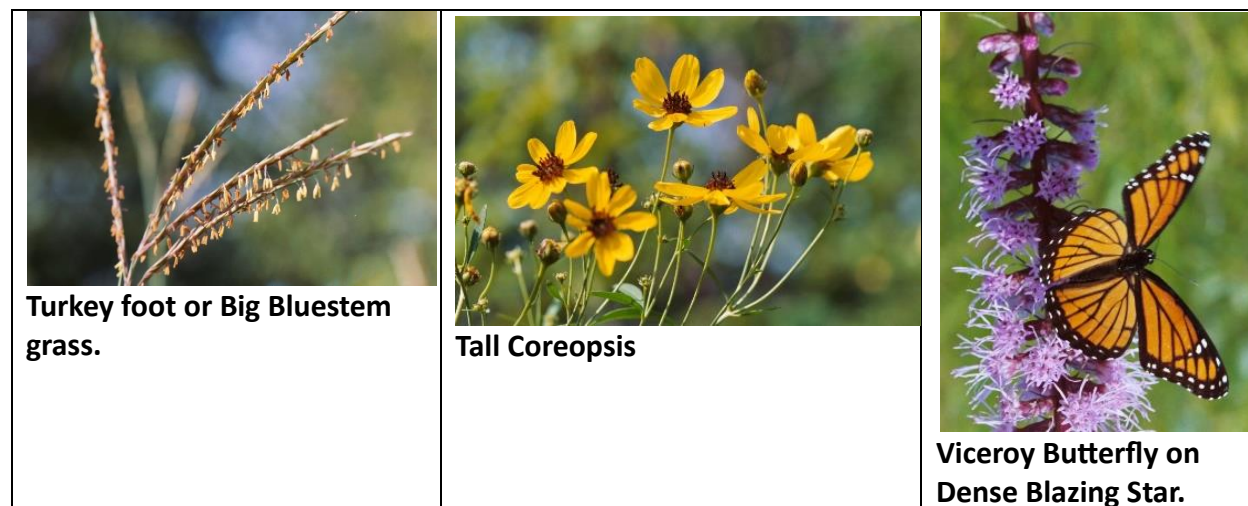 Turkey foot or Big Bluestem
grass.
Tall Coreopsis
Viceroy Butterfly on
Dense Blazing Star.